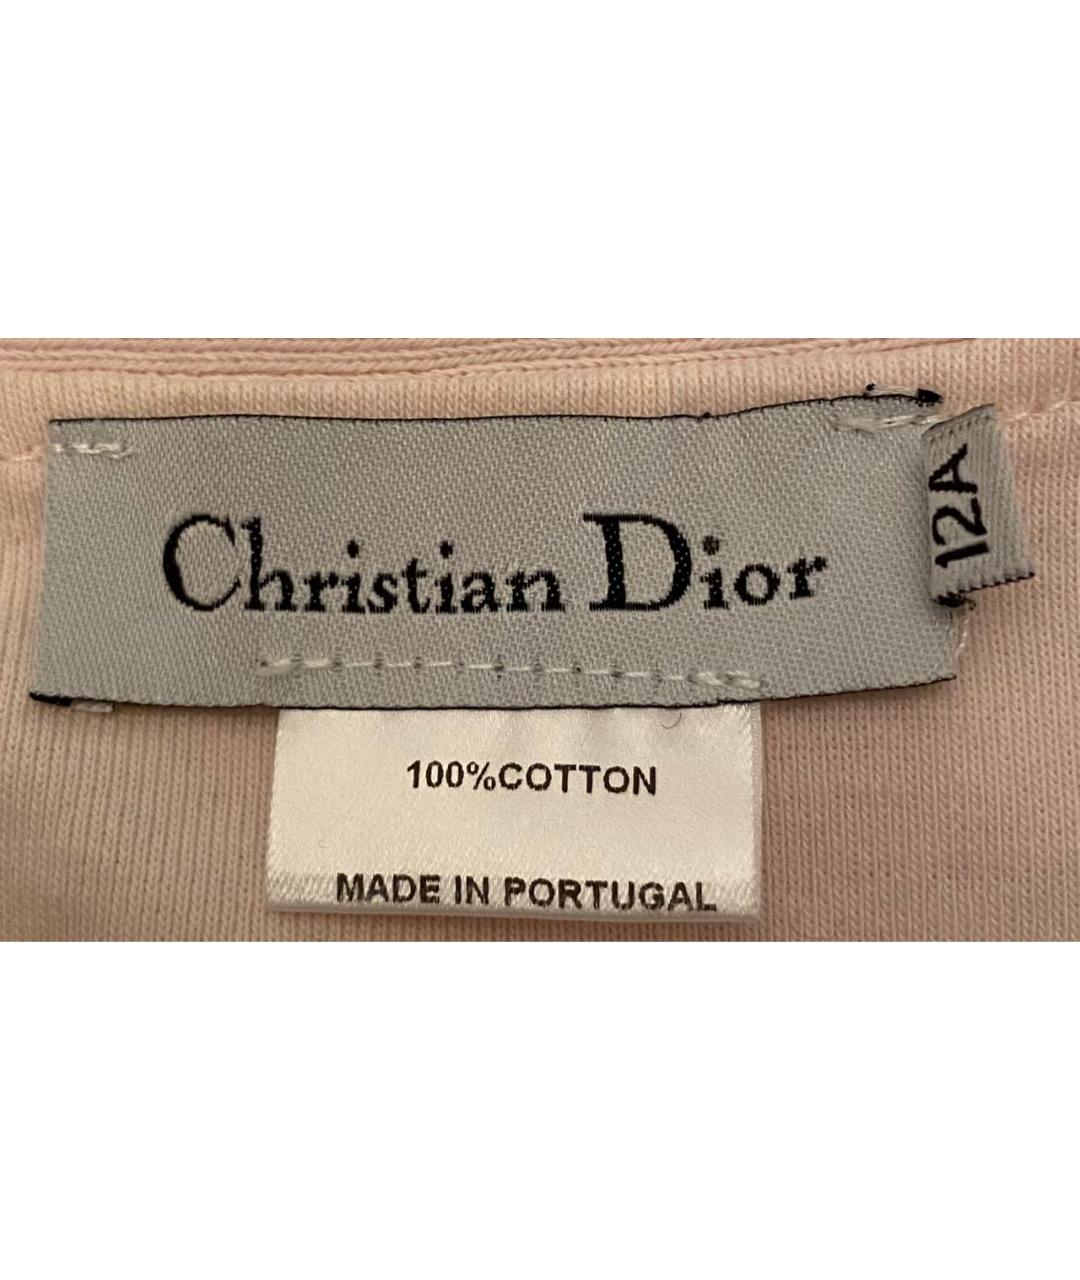 Christian Dior
12A
100%COTTON
MADE IN PORTUGAL